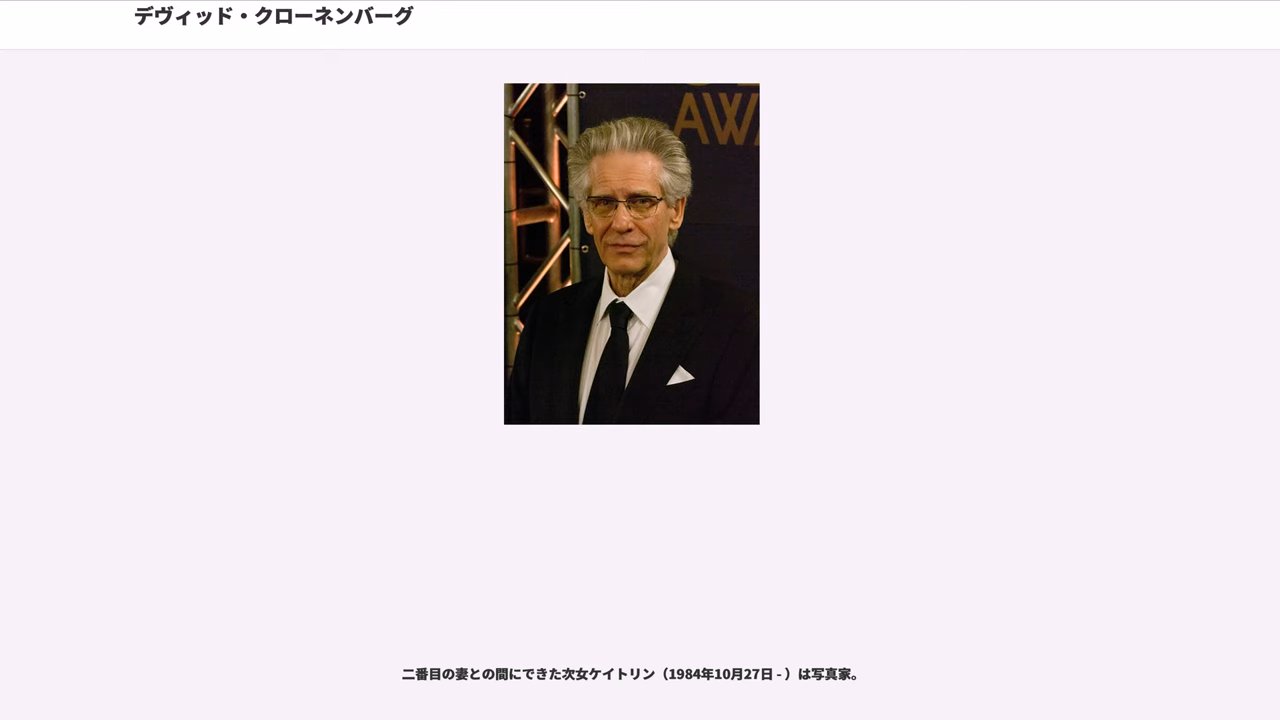 デヴィッド・クローネンバーグ
AWA
二番目の妻との間にできた次女ケイトリン（1984年10月27日 - ）は写真家。